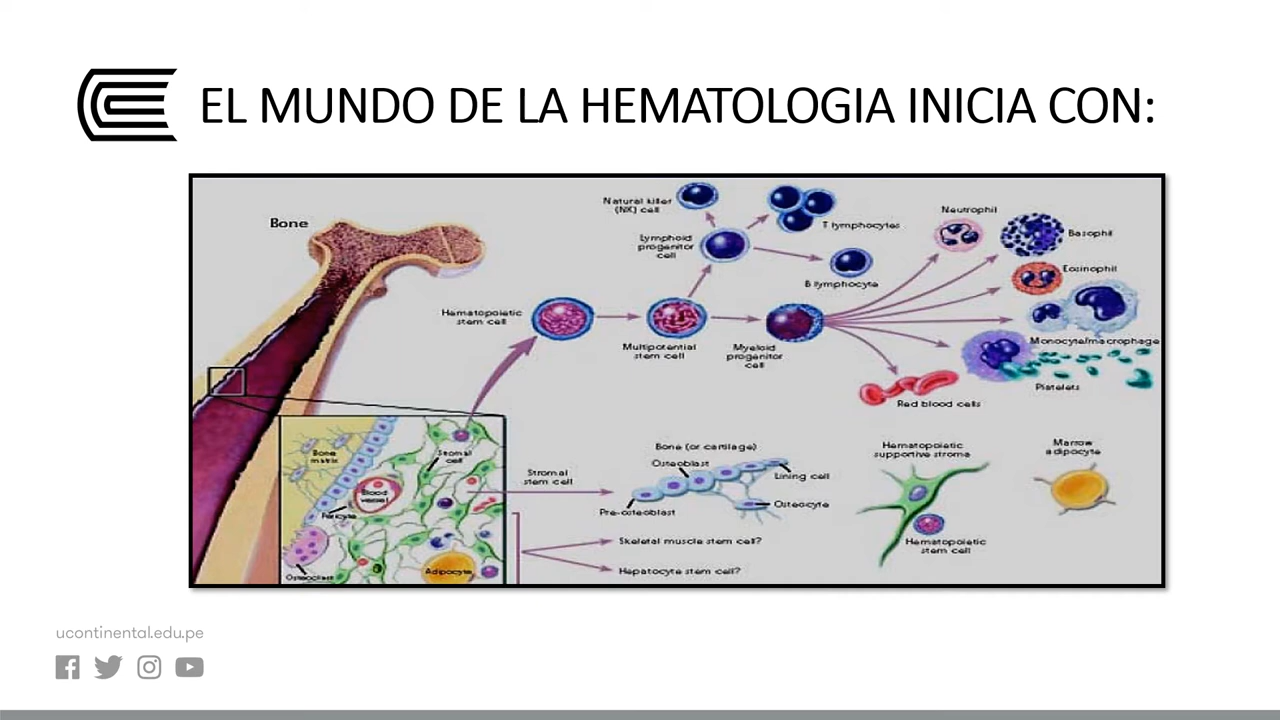 EL MUNDO DE LA HEMATOLOGIA INICIA CON:
Bone
Natural killer
(NK) cell
T lymphocytes
Lymphoid
progenitor
cell
B lymphocyte
Neutrophil
Basophil
Eosinophil
Monocyte/macrophage
Platelets
Red blood cells
Hematopoietic
stem cell
Multipotential
stem cell
Myeloid
progenitor
cell
Bone
matrix
Stromal
cell
Blood
vessel
Pericyte
Osteoclast
Adipocyte
Stromal
stem cell
Bone (or cartilage)
Osteoblast
Lining cell
Pre-osteoblast
Osteocyte
Skeletal muscle stem cell?
Hepatocyte stem cell?
Hematopoietic
supportive stroma
Hematopoietic
stem cell
Marrow
adipocyte
ucontinental.edu.pe